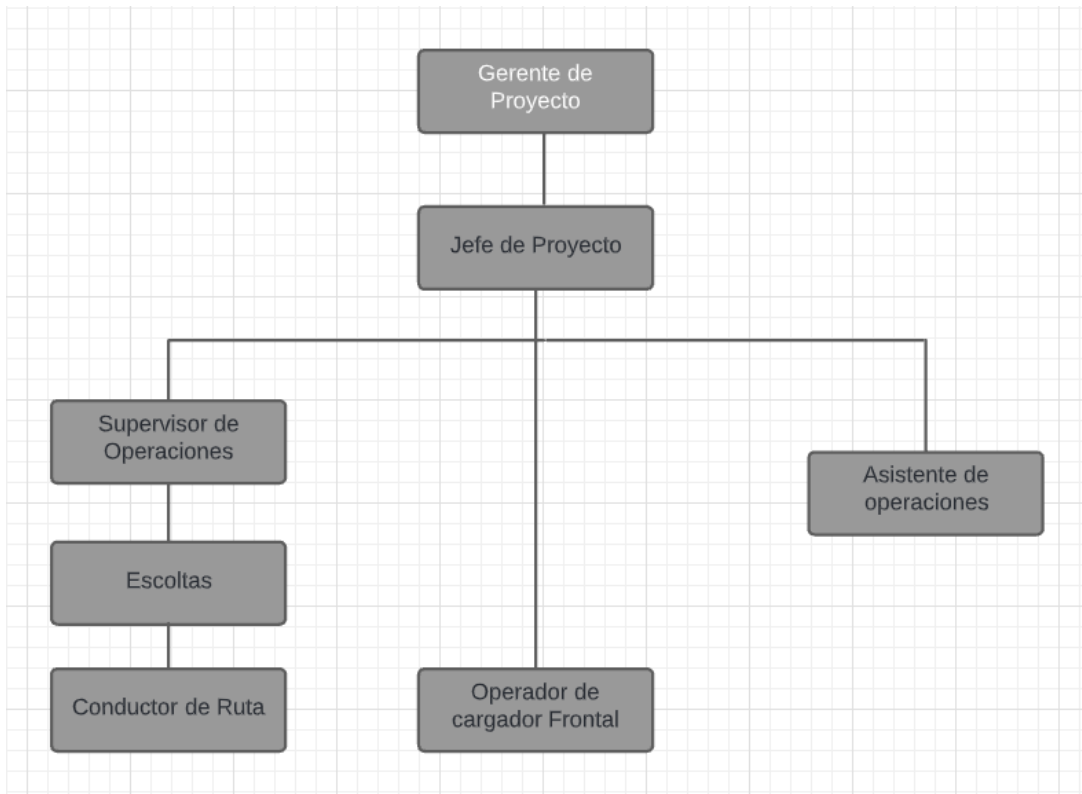 Gerente de
Proyecto
Jefe de Proyecto
Supervisor de
Operaciones
Asistente de
operaciones
Escoltas
Conductor de Ruta
Operador de
cargador Frontal